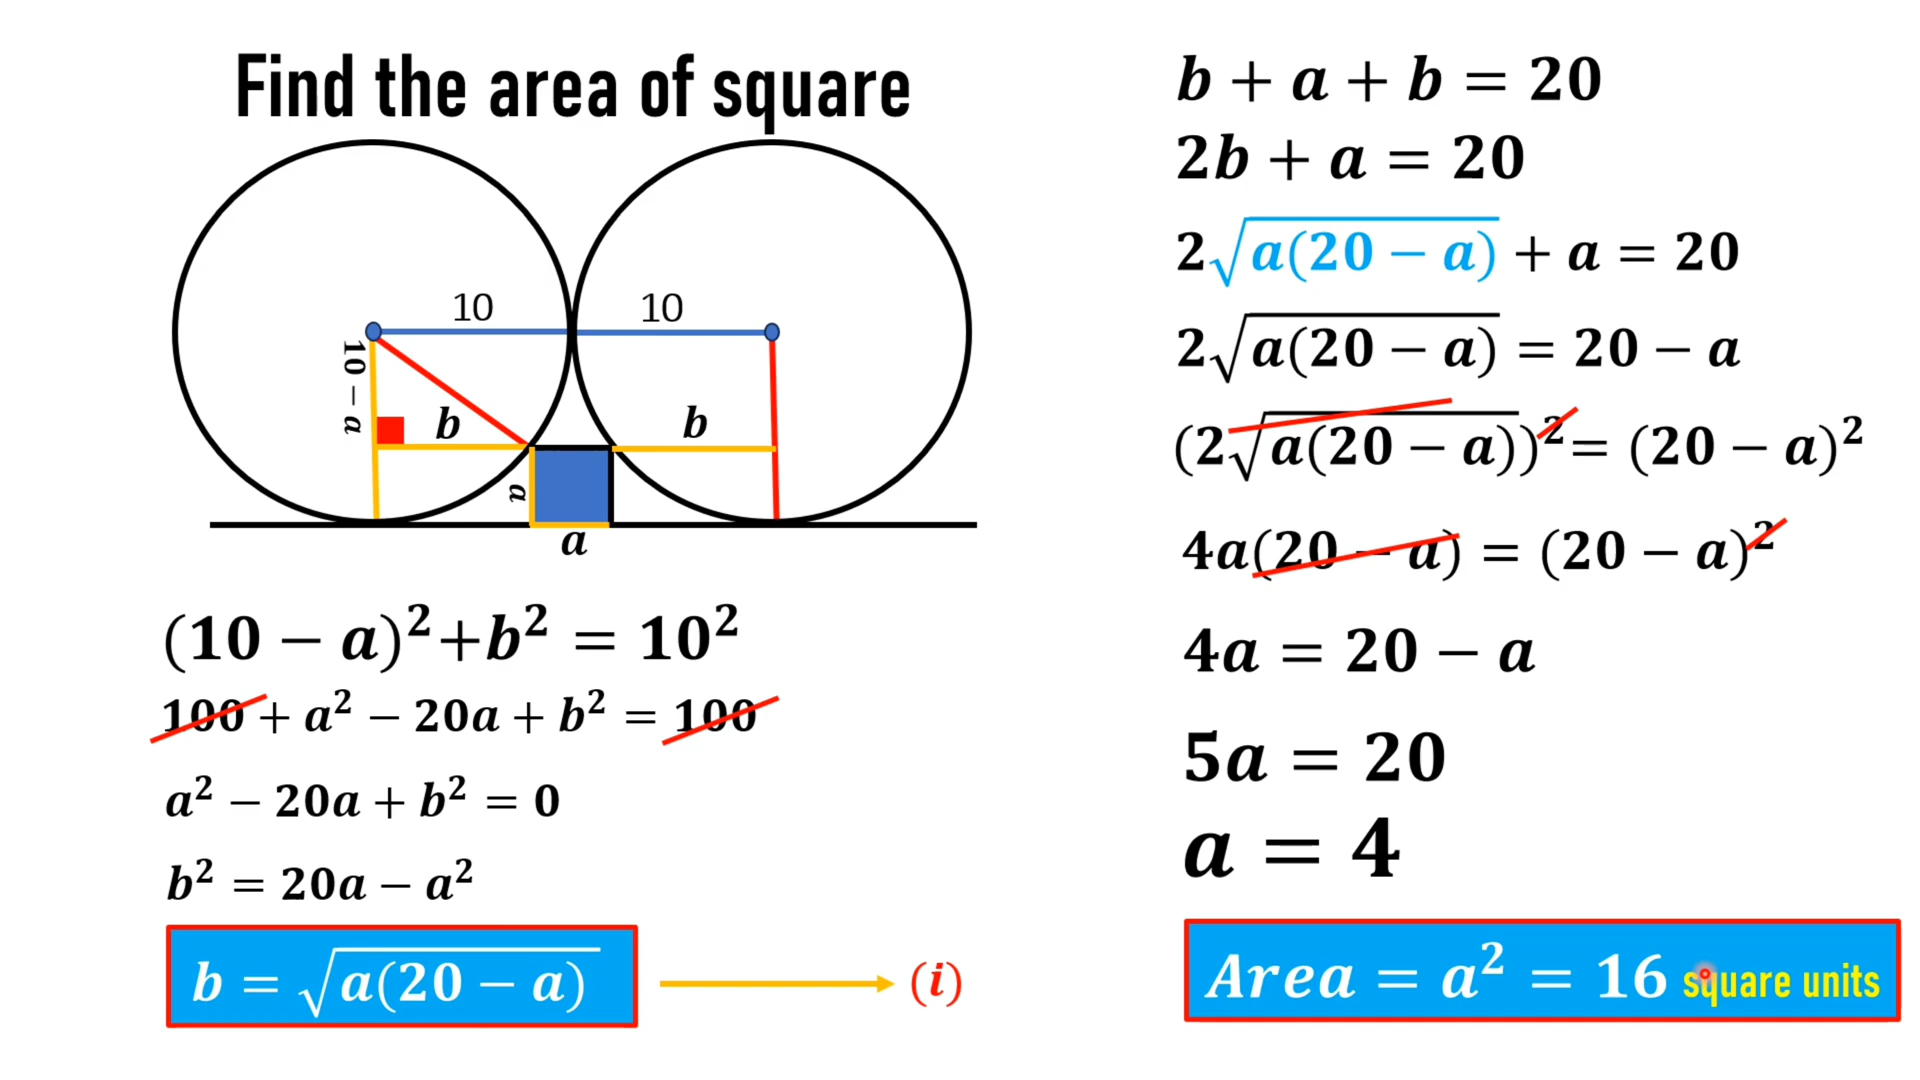 Find the area of square
10 10
10 − a
b b
a
a
(10 − a)²+b² = 10²
100 + a² − 20a + b² = 100
a² − 20a + b² = 0
b² = 20a − a²
b = √a(20 − a) (i)
b + a + b = 20
2b + a = 20
2√a(20 − a) + a = 20
2√a(20 − a) = 20 − a
(2√a(20 − a))²= (20 − a)²
4a(20 − a) = (20 − a)²
4a = 20 − a
5a = 20
a = 4
Area = a² = 16 square units